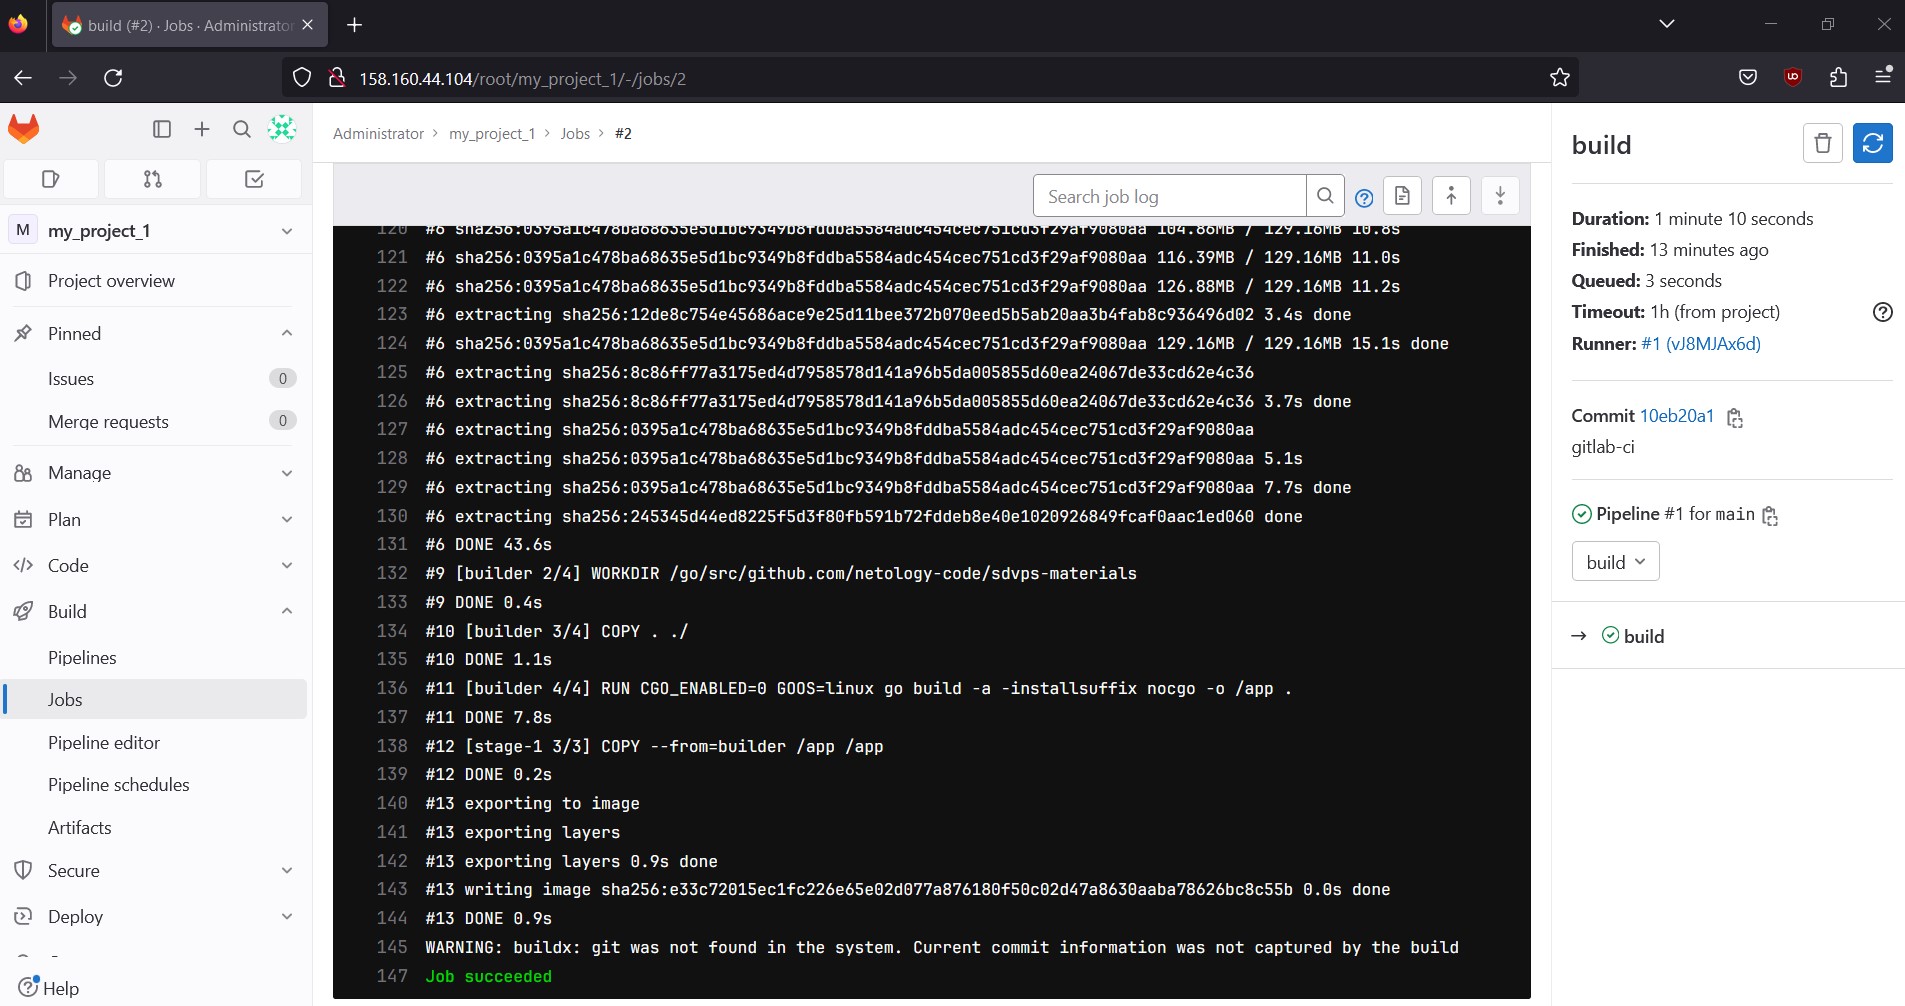 build (#2) · Jobs · Administrator
158.160.44.104/root/my_project_1/-/jobs/2
M my_project_1
Project overview
Pinned
Issues 0
Merge requests 0
Manage
Plan
Code
Build
Pipelines
Jobs
Pipeline editor
Pipeline schedules
Artifacts
Secure
Deploy
Help
Administrator > my_project_1 > Jobs > #2
Search job log
120 #6 sha256:0395a1c478ba68635e5d1bc9349b8fddba5584adc454cec751cd3f29af9080aa 104.86MB / 129.16MB 10.8s
121 #6 sha256:0395a1c478ba68635e5d1bc9349b8fddba5584adc454cec751cd3f29af9080aa 116.39MB / 129.16MB 11.0s
122 #6 sha256:0395a1c478ba68635e5d1bc9349b8fddba5584adc454cec751cd3f29af9080aa 126.88MB / 129.16MB 11.2s
123 #6 extracting sha256:12de8c754e45686ace9e25d11bee372b070eed5b5ab20aa3b4fab8c936496d02 3.4s done
124 #6 sha256:0395a1c478ba68635e5d1bc9349b8fddba5584adc454cec751cd3f29af9080aa 129.16MB / 129.16MB 15.1s done
125 #6 extracting sha256:8c86ff77a3175ed4d7958578d141a96b5da005855d60ea24067de33cd62e4c36
126 #6 extracting sha256:8c86ff77a3175ed4d7958578d141a96b5da005855d60ea24067de33cd62e4c36 3.7s done
127 #6 extracting sha256:0395a1c478ba68635e5d1bc9349b8fddba5584adc454cec751cd3f29af9080aa
128 #6 extracting sha256:0395a1c478ba68635e5d1bc9349b8fddba5584adc454cec751cd3f29af9080aa 5.1s
129 #6 extracting sha256:0395a1c478ba68635e5d1bc9349b8fddba5584adc454cec751cd3f29af9080aa 7.7s done
130 #6 extracting sha256:245345d44ed8225f5d3f80fb591b72fddeb8e40e1020926849fcaf0aac1ed060 done
131 #6 DONE 43.6s
132 #9 [builder 2/4] WORKDIR /go/src/github.com/netology-code/sdvps-materials
133 #9 DONE 0.4s
134 #10 [builder 3/4] COPY . ./
135 #10 DONE 1.1s
136 #11 [builder 4/4] RUN CGO_ENABLED=0 GOOS=linux go build -a -installsuffix nocgo -o /app .
137 #11 DONE 7.8s
138 #12 [stage-1 3/3] COPY --from=builder /app /app
139 #12 DONE 0.2s
140 #13 exporting to image
141 #13 exporting layers
142 #13 exporting layers 0.9s done
143 #13 writing image sha256:e33c72015ec1fc226e65e02d077a876180f50c02d47a8630aaba78626bc8c55b 0.0s done
144 #13 DONE 0.9s
145 WARNING: buildx: git was not found in the system. Current commit information was not captured by the build
147 Job succeeded
build
Duration: 1 minute 10 seconds
Finished: 13 minutes ago
Queued: 3 seconds
Timeout: 1h (from project)
Runner: #1 (vJ8MJAx6d)
Commit 10eb20a1
gitlab-ci
Pipeline #1 for main
build
→ build